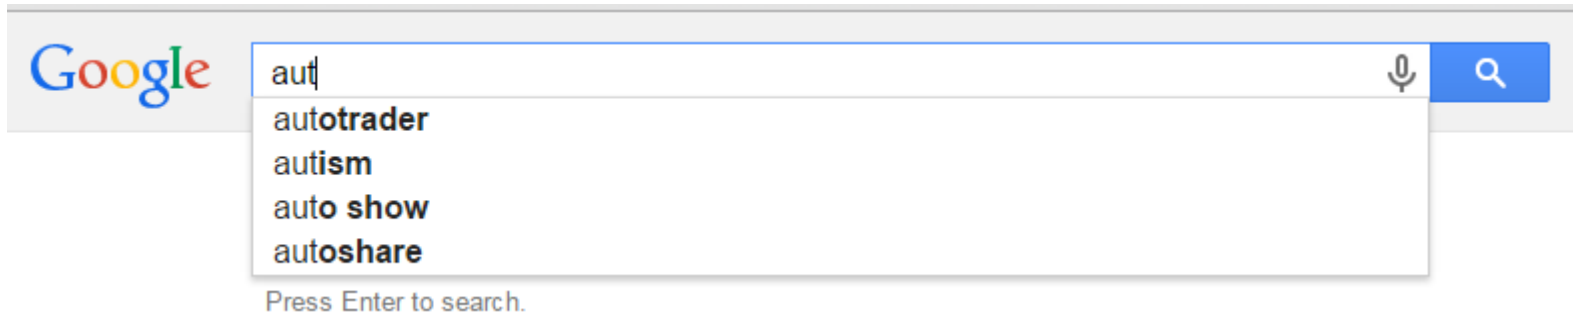 Google
aut
autotrader
autism
auto show
autoshare
Press Enter to search.